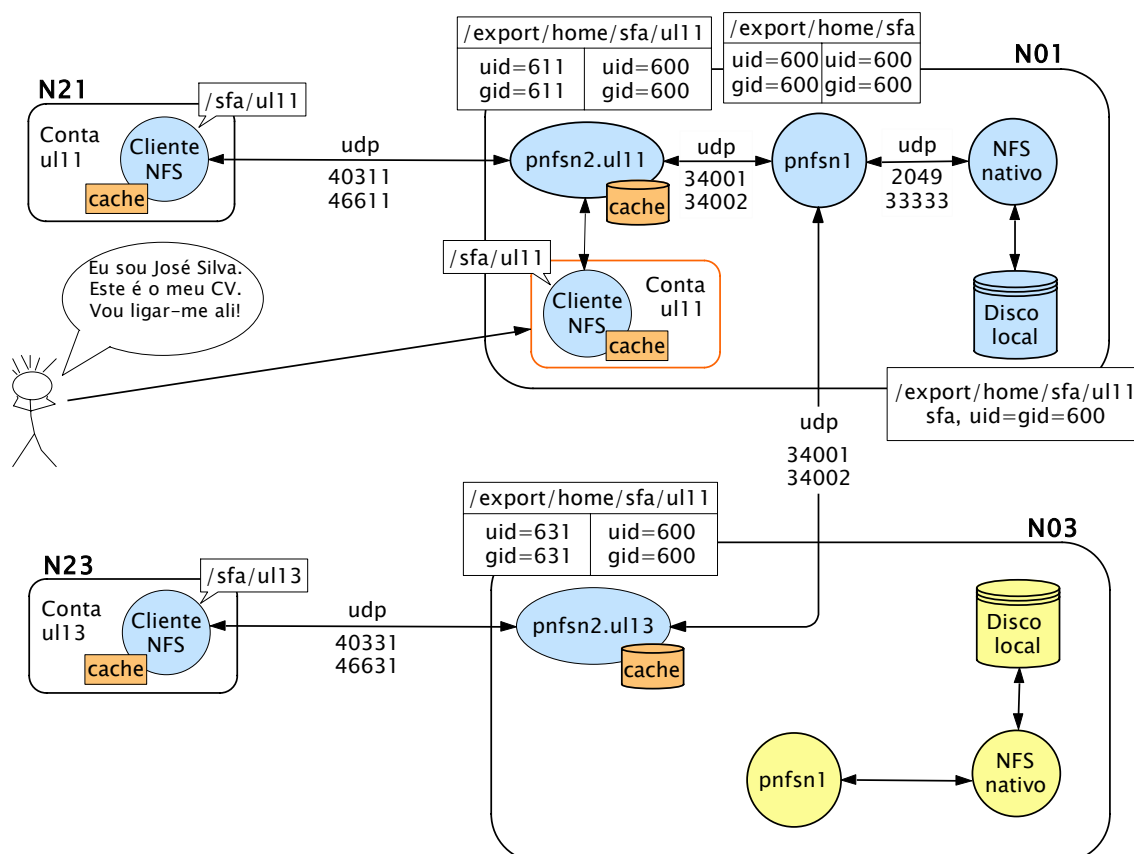 /export/home/sfa/ul11
uid=611
gid=611
uid=600
gid=600
/export/home/sfa
uid=600
gid=600
uid=600
gid=600
N01
N21
/sfa/ul11
Conta
ul11
Cliente
NFS
cache
udp
40311
46611
pnfsn2.ul11
cache
udp
34001
34002
pnfsn1
udp
2049
33333
NFS
nativo
/sfa/ul11
Cliente
NFS
cache
Conta
ul11
Disco
local
Eu sou José Silva.
Este é o meu CV.
Vou ligar-me ali!
/export/home/sfa/ul11
sfa, uid=gid=600
udp
34001
34002
/export/home/sfa/ul11
uid=631
gid=631
uid=600
gid=600
N03
N23
/sfa/ul13
Conta
ul13
Cliente
NFS
cache
udp
40331
46631
pnfsn2.ul13
cache
Disco
local
pnfsn1
NFS
nativo